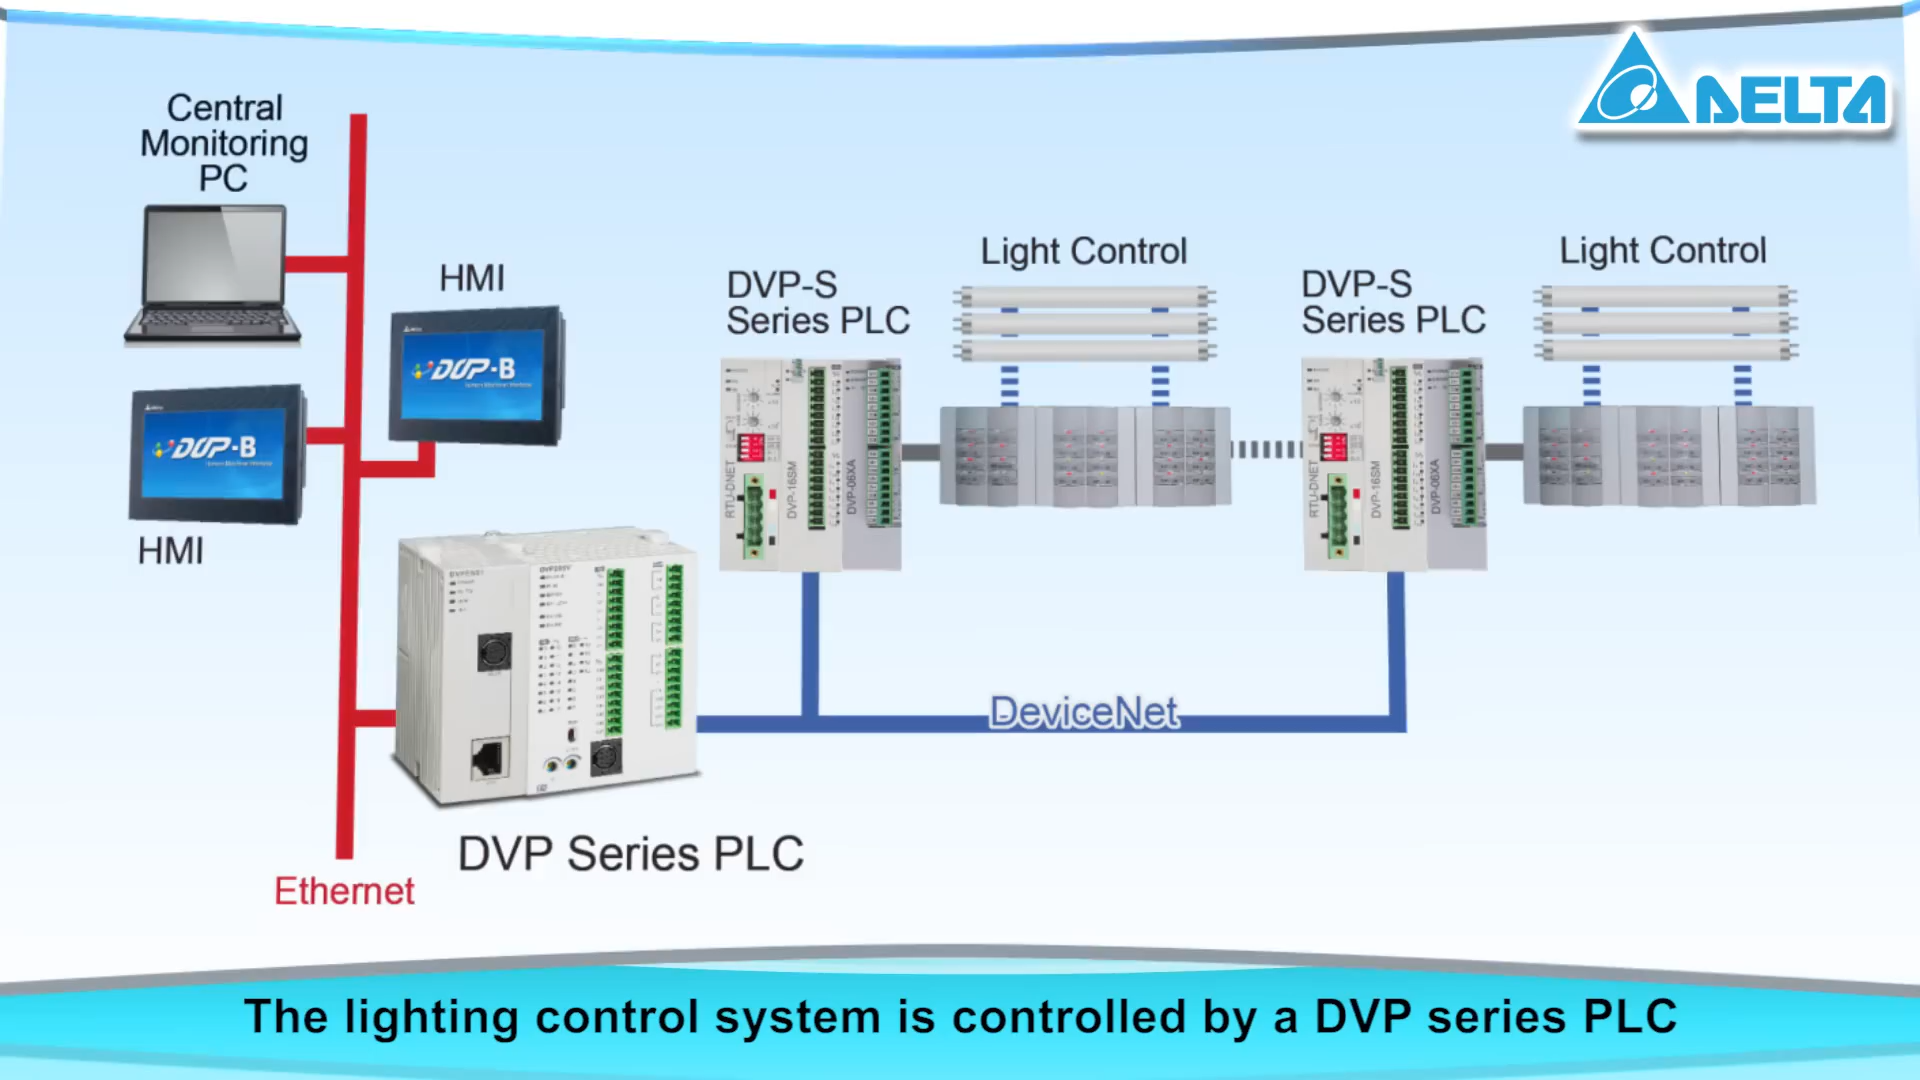 DELTA
Central
Monitoring
PC
HMI
DOP-B
DOP-B
HMI
DVP-S
Series PLC
Light Control
DVP-S
Series PLC
Light Control
RTU-DNET
DVP-16SM
DVP-06XA
RTU-DNET
DVP-16SM
DVP-06XA
DeviceNet
DVP Series PLC
Ethernet
The lighting control system is controlled by a DVP series PLC